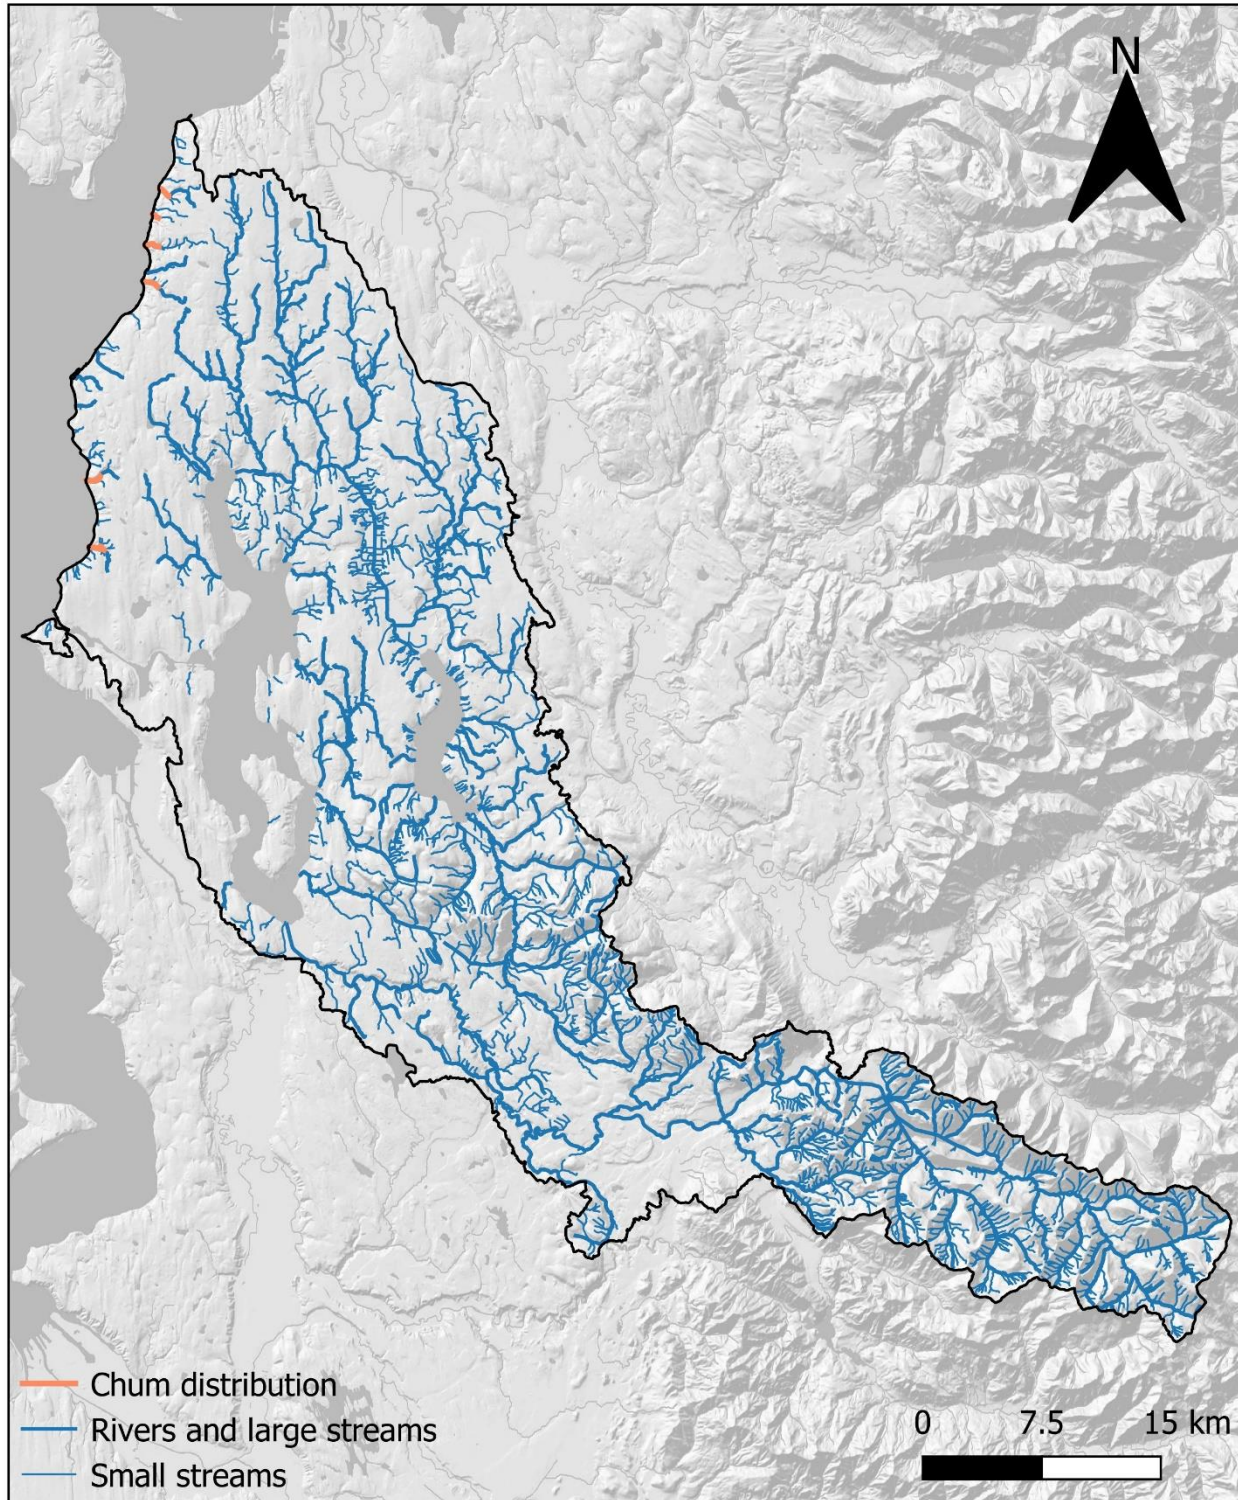 N
Chum distribution
Rivers and large streams
Small streams
0 7.5 15 km